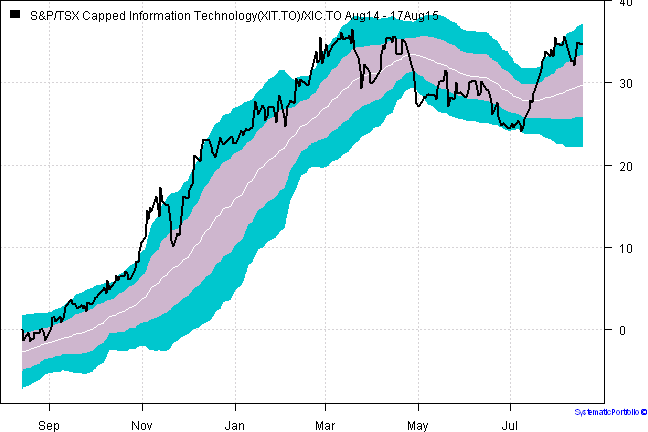 S&P/TSX Capped Information Technology(XIT.TO)/XIC.TO Aug14 - 17Aug15
40
30
20
10
0
Sep Nov Jan Mar May Jul
SystematicPortfolio ©